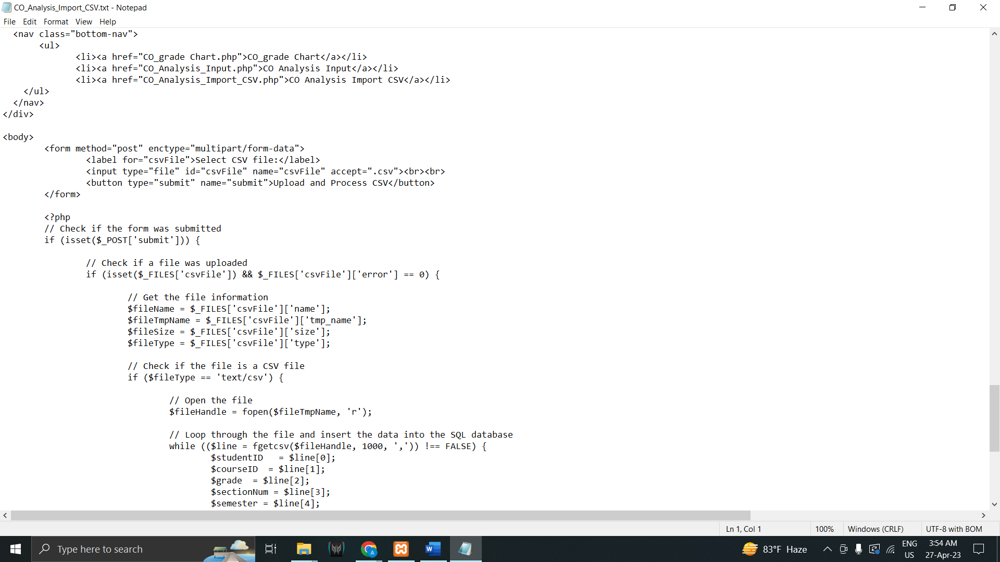 CO_Analysis_Import_CSV.txt - Notepad
File Edit Format View Help
<nav class="bottom-nav">
<ul>
<li><a href="CO_grade Chart.php">CO_grade Chart</a></li>
<li><a href="CO_Analysis_Input.php">CO Analysis Input</a></li>
<li><a href="CO_Analysis_Import_CSV.php">CO Analysis Import CSV</a></li>
</ul>
</nav>
</div>
<body>
<form method="post" enctype="multipart/form-data">
<label for="csvFile">Select CSV file:</label>
<input type="file" id="csvFile" name="csvFile" accept=".csv"><br><br>
<button type="submit" name="submit">Upload and Process CSV</button>
</form>
<?php
// Check if the form was submitted
if (isset($_POST['submit'])) {
// Check if a file was uploaded
if (isset($_FILES['csvFile']) && $_FILES['csvFile']['error'] == 0) {
// Get the file information
$fileName = $_FILES['csvFile']['name'];
$fileTmpName = $_FILES['csvFile']['tmp_name'];
$fileSize = $_FILES['csvFile']['size'];
$fileType = $_FILES['csvFile']['type'];
// Check if the file is a CSV file
if ($fileType == 'text/csv') {
// Open the file
$fileHandle = fopen($fileTmpName, 'r');
// Loop through the file and insert the data into the SQL database
while (($line = fgetcsv($fileHandle, 1000, ',')) !== FALSE) {
$studentID   = $line[0];
$courseID  = $line[1];
$grade  = $line[2];
$sectionNum = $line[3];
$semester = $line[4];
Ln 1, Col 1 100% Windows (CRLF) UTF-8 with BOM
Type here to search
83°F Haze
ENG
US
3:54 AM
27-Apr-23